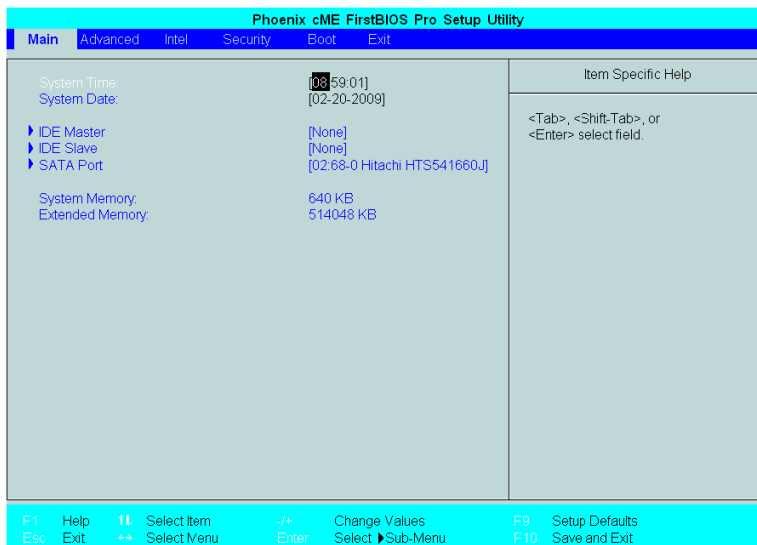 Phoenix cME FirstBIOS Pro Setup Utility
Main Advanced Intel Security Boot Exit
System Time: [08:59:01]
System Date: [02-20-2009]
IDE Master [None]
IDE Slave [None]
SATA Port [02:68-0 Hitachi HTS541660J]
System Memory: 640 KB
Extended Memory: 514048 KB
Item Specific Help
<Tab>, <Shift-Tab>, or
<Enter> select field.
F1 Help ↑↓ Select Item -/+ Change Values F9 Setup Defaults
Esc Exit ↔ Select Menu Enter Select ▶Sub-Menu F10 Save and Exit